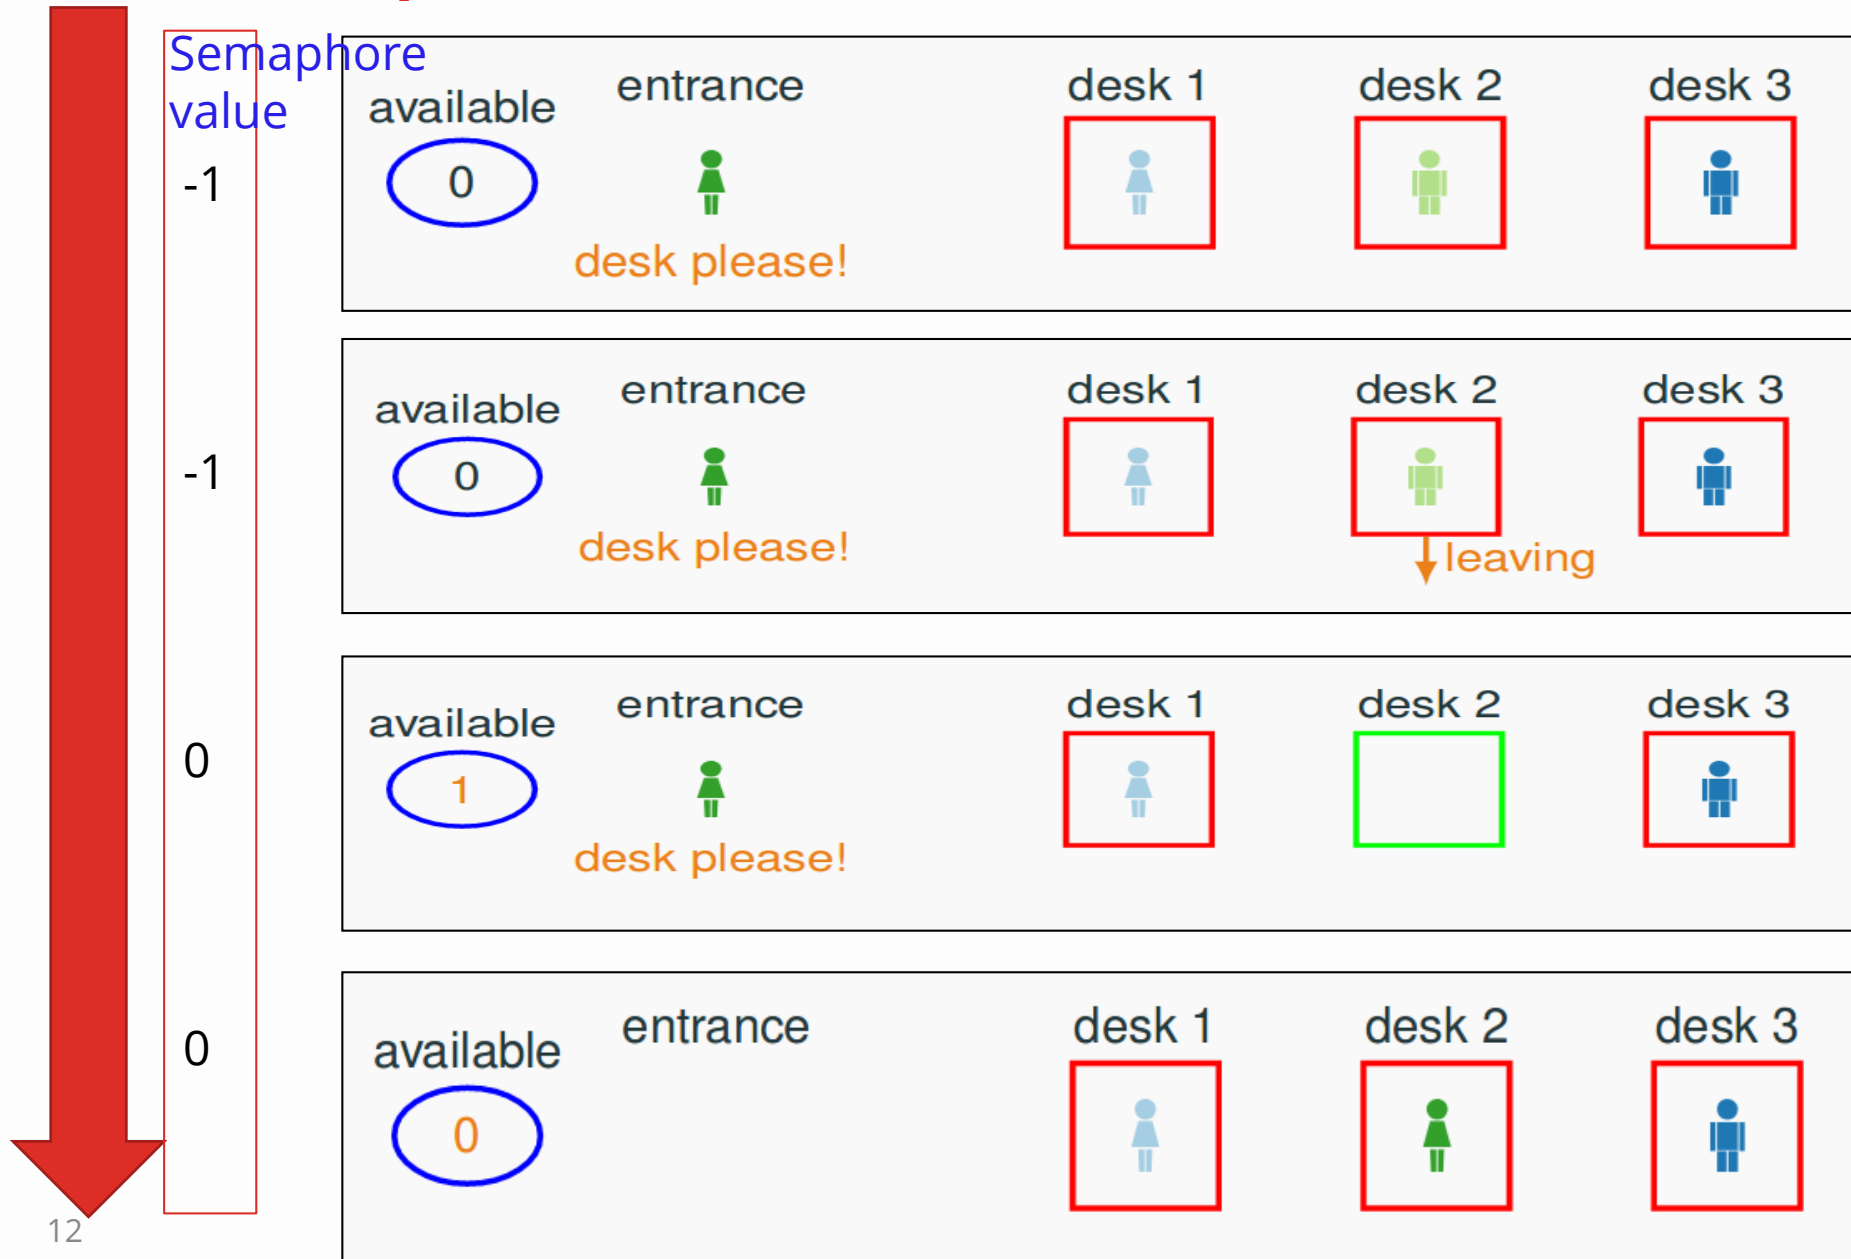 Semaphore
value
-1
available
0
entrance
desk please!
desk 1
desk 2
desk 3
-1
available
0
entrance
desk please!
desk 1
desk 2
leaving
desk 3
0
available
1
entrance
desk please!
desk 1
desk 2
desk 3
0
available
0
entrance
desk 1
desk 2
desk 3
12